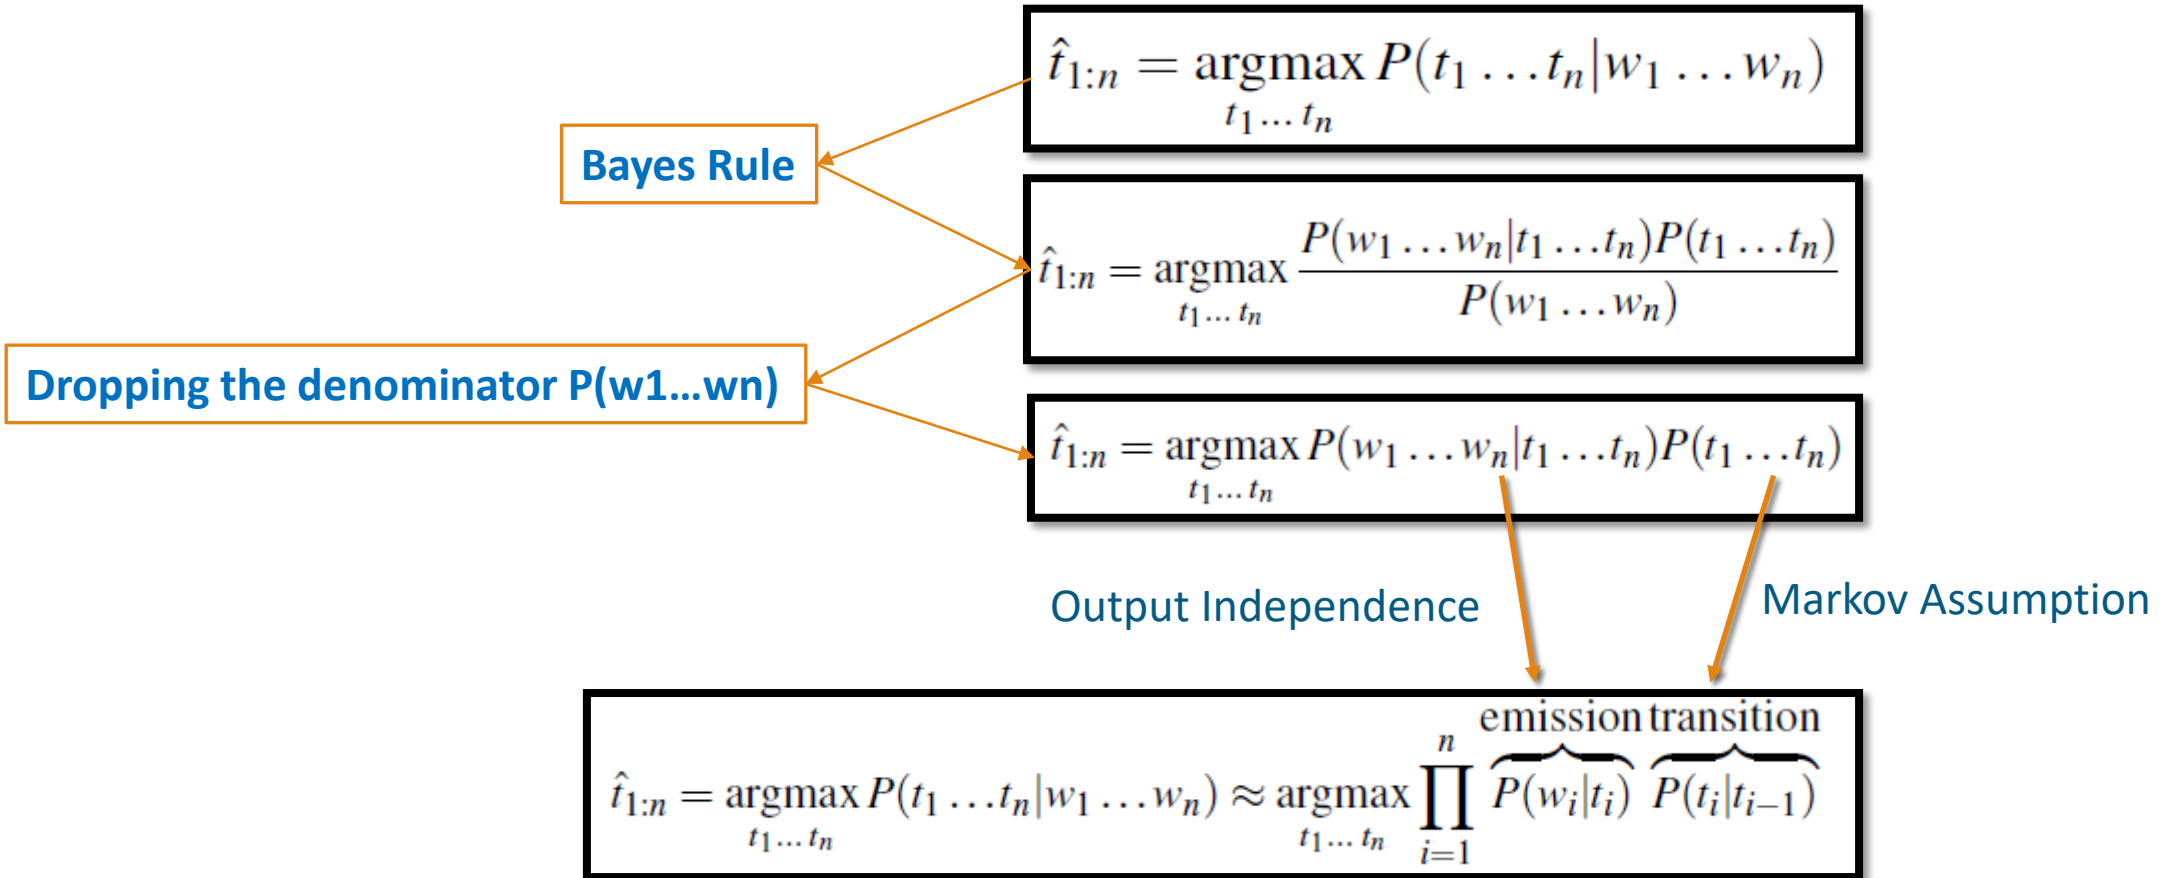 t̂₁:ₙ = argmax P(t₁ … tₙ|w₁ … wₙ)
t₁… tₙ
Bayes Rule
t̂₁:ₙ = argmax P(w₁ … wₙ|t₁ … tₙ)P(t₁ … tₙ) / P(w₁ … wₙ)
t₁… tₙ
Dropping the denominator P(w1…wn)
t̂₁:ₙ = argmax P(w₁ … wₙ|t₁ … tₙ)P(t₁ … tₙ)
t₁… tₙ
Output Independence
Markov Assumption
emission transition
t̂₁:ₙ = argmax P(t₁ … tₙ|w₁ … wₙ) ≈ argmax ∏ P(wᵢ|tᵢ) P(tᵢ|tᵢ₋₁)
t₁… tₙ t₁… tₙ i=1 n